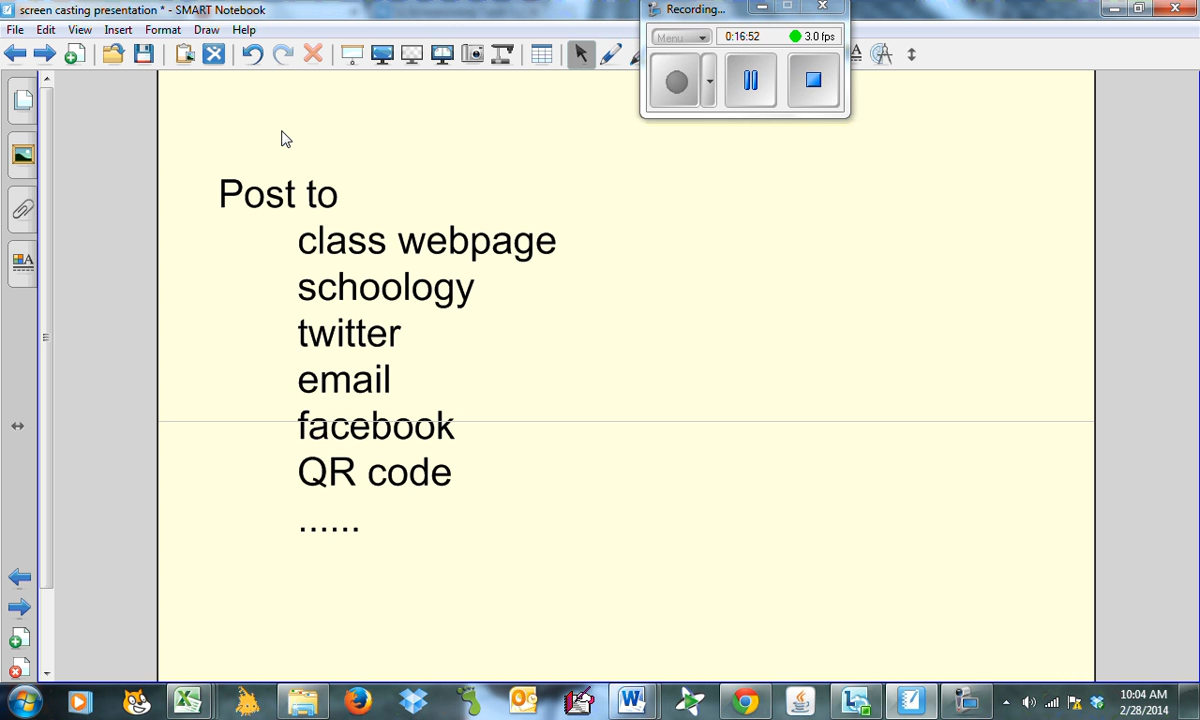 screen casting presentation * - SMART Notebook
Recording...
File Edit View Insert Format Draw Help
Menu 0:16:52 3.0 fps
Post to
class webpage
schoology
twitter
email
facebook
QR code
......
10:04 AM
2/28/2014